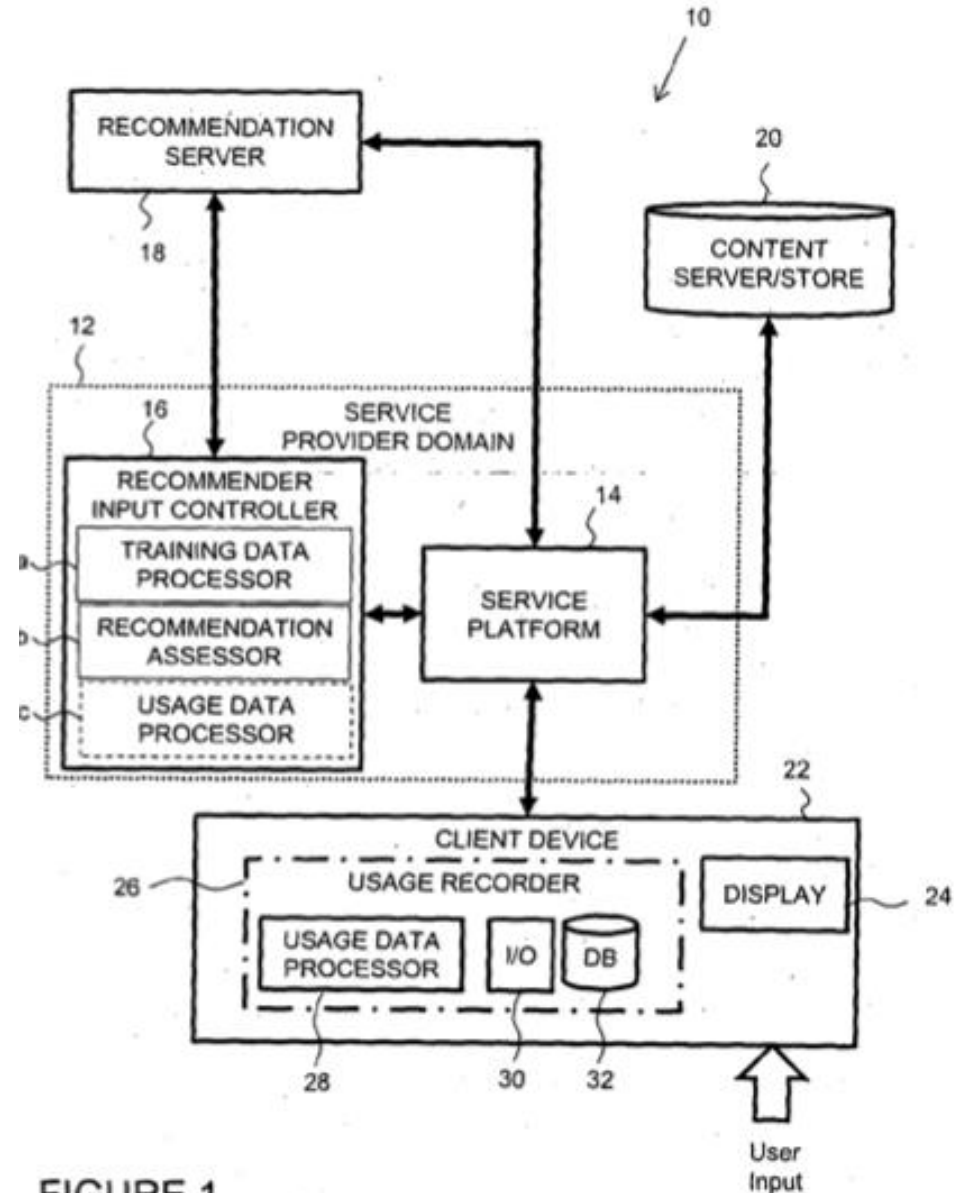 10
RECOMMENDATION
SERVER
18
20
CONTENT
SERVER/STORE
12
SERVICE
PROVIDER DOMAIN
16
RECOMMENDER
INPUT CONTROLLER
TRAINING DATA
PROCESSOR
RECOMMENDATION
ASSESSOR
USAGE DATA
PROCESSOR
c
14
SERVICE
PLATFORM
22
CLIENT DEVICE
26
USAGE RECORDER
USAGE DATA
PROCESSOR
I/O
DB
DISPLAY
24
28
30
32
User
Input
FIGURE 1